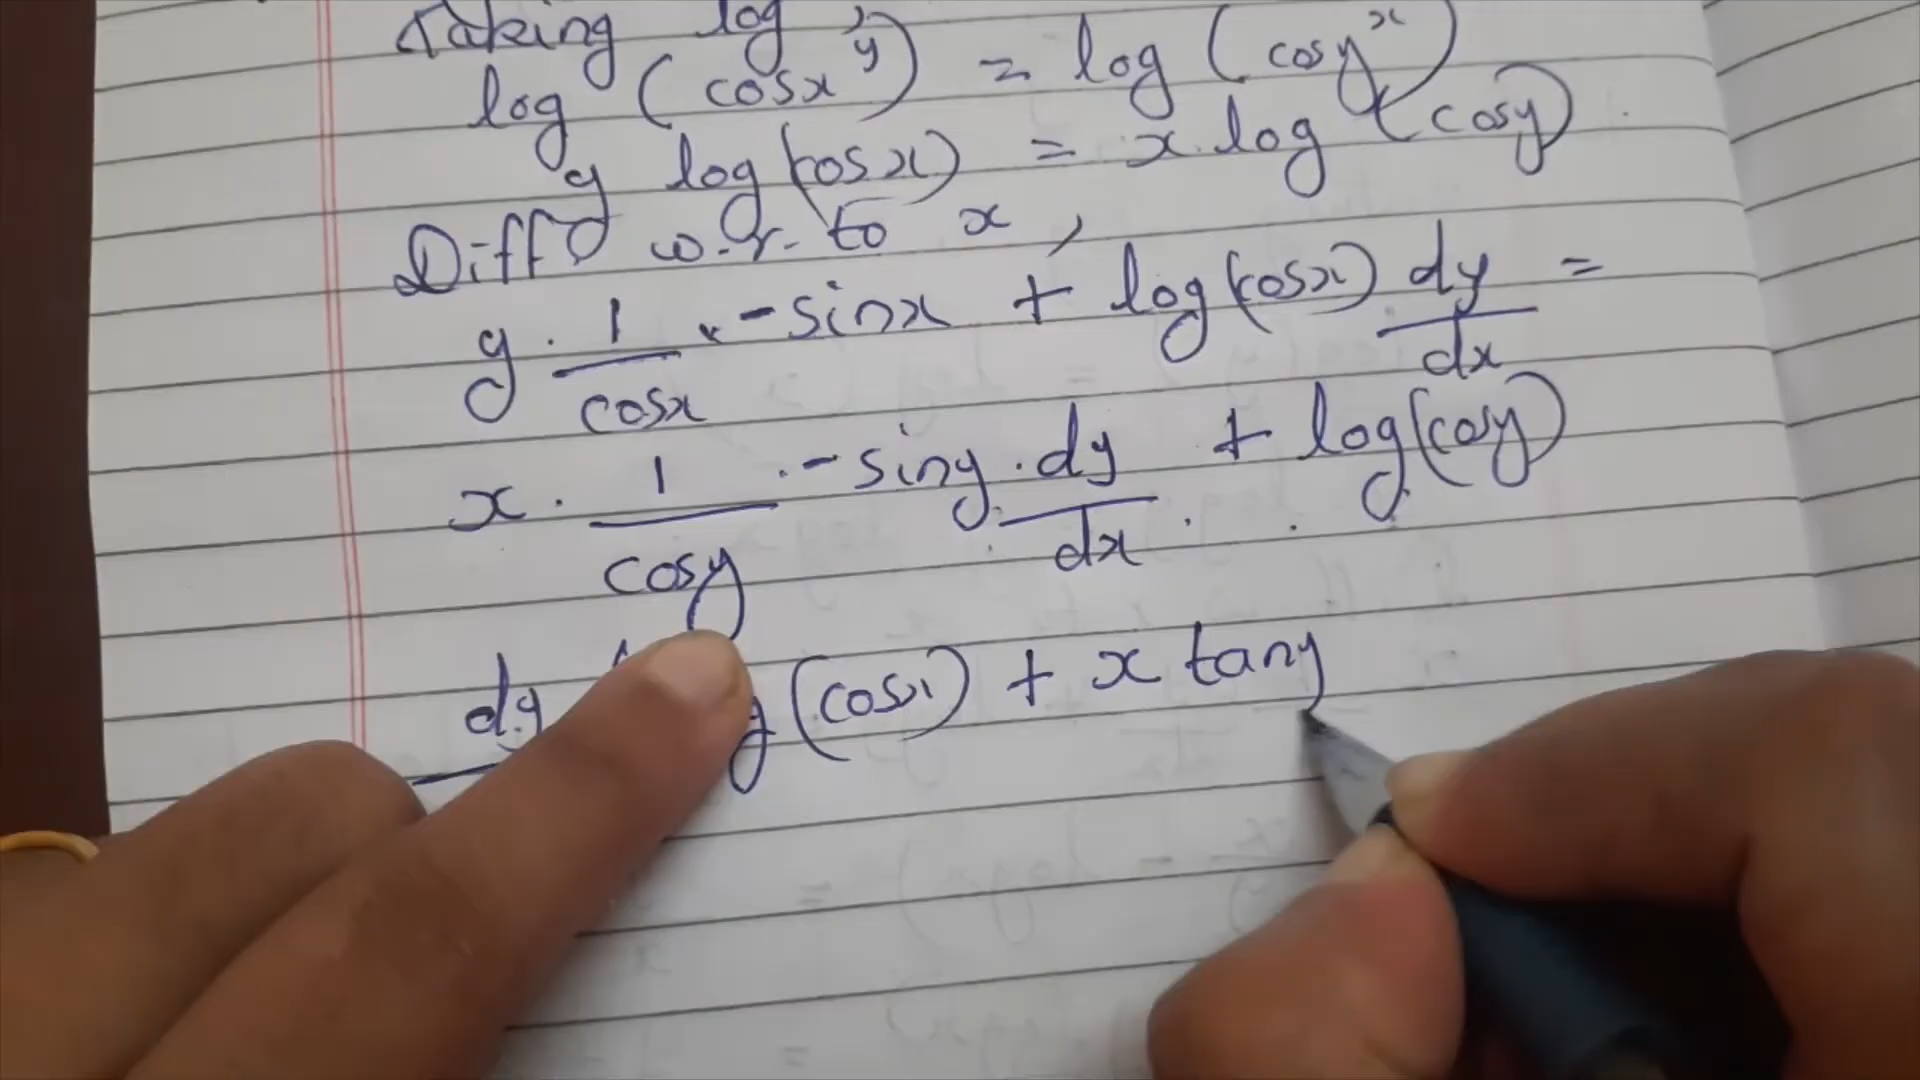 Taking log,
log (cosx^y) = log (cosy^x)
y log(cosx) = x.log (cosy)
Diff w.r. to x,
y . 1/cosx . -sinx + log(cosx) dy/dx =
x . 1/cosy . -siny . dy/dx + log(cosy)
dy (cosx) + x tany